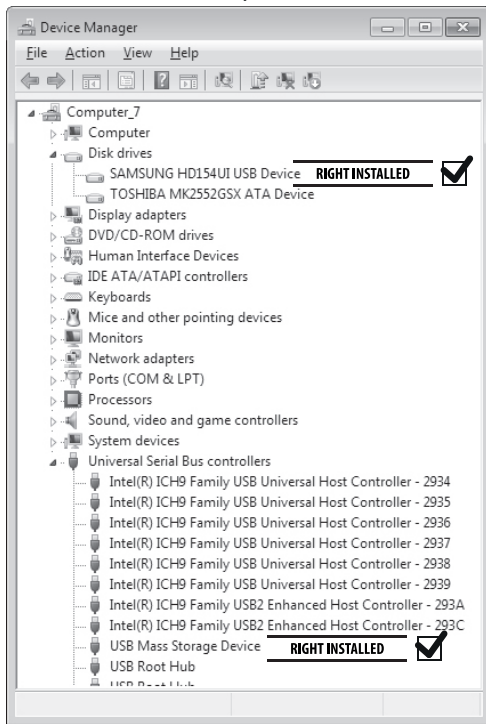 Device Manager
File Action View Help
Computer_7
Computer
Disk drives
SAMSUNG HD154UI USB Device RIGHT INSTALLED
TOSHIBA MK2552GSX ATA Device
Display adapters
DVD/CD-ROM drives
Human Interface Devices
IDE ATA/ATAPI controllers
Keyboards
Mice and other pointing devices
Monitors
Network adapters
Ports (COM & LPT)
Processors
Sound, video and game controllers
System devices
Universal Serial Bus controllers
Intel(R) ICH9 Family USB Universal Host Controller - 2934
Intel(R) ICH9 Family USB Universal Host Controller - 2935
Intel(R) ICH9 Family USB Universal Host Controller - 2936
Intel(R) ICH9 Family USB Universal Host Controller - 2937
Intel(R) ICH9 Family USB Universal Host Controller - 2938
Intel(R) ICH9 Family USB Universal Host Controller - 2939
Intel(R) ICH9 Family USB2 Enhanced Host Controller - 293A
Intel(R) ICH9 Family USB2 Enhanced Host Controller - 293C
USB Mass Storage Device RIGHT INSTALLED
USB Root Hub
USB Root Hub